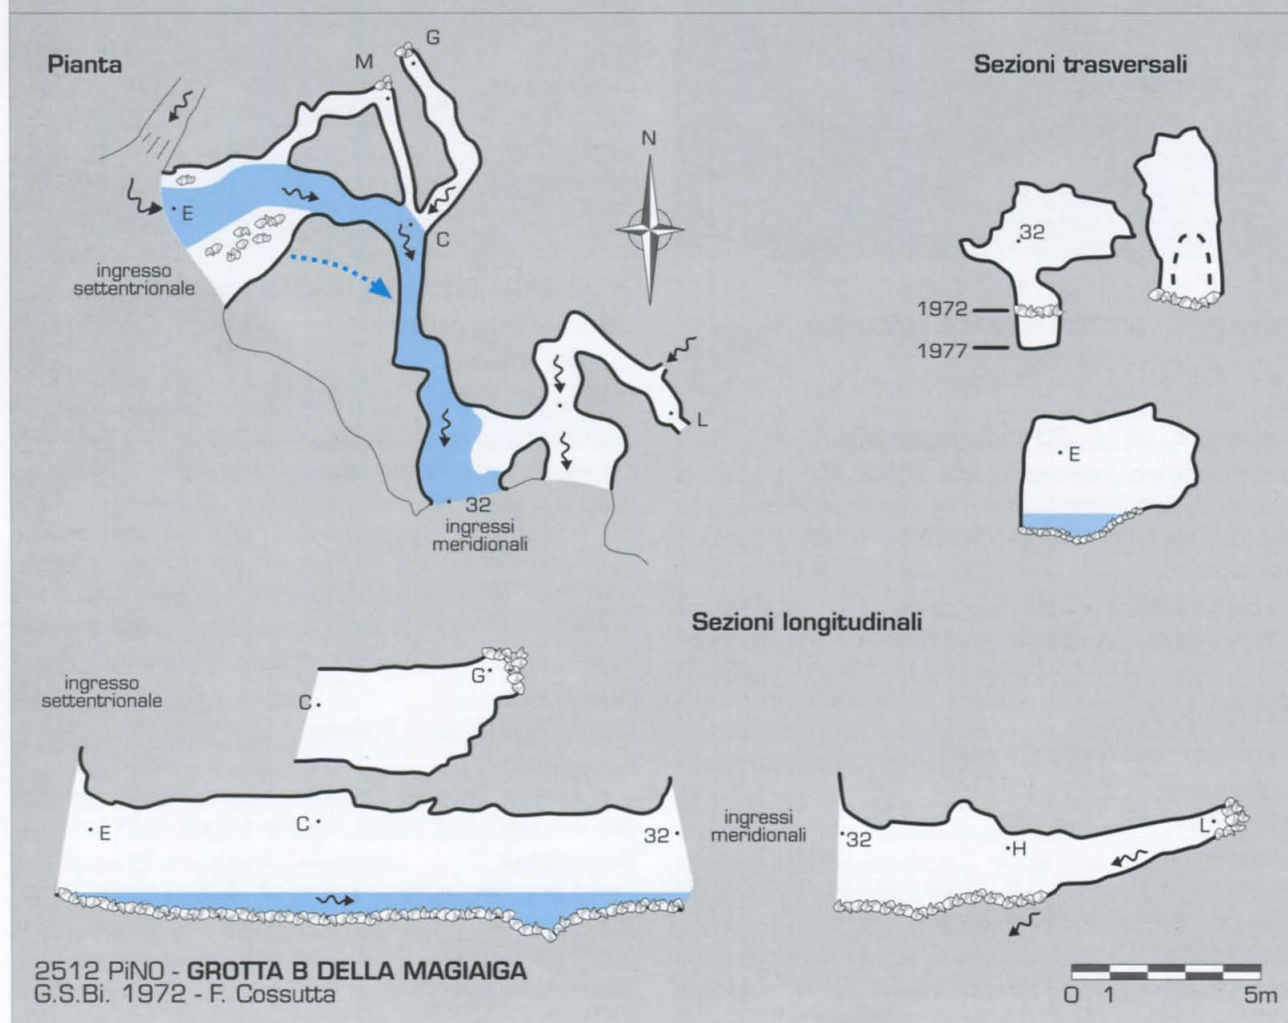 Pianta
G
M
Sezioni trasversali
N
E
C
ingresso
settentrionale
32
1972
1977
L
E
32
ingressi
meridionali
Sezioni longitudinali
ingresso
settentrionale
G
C
E
C
32
ingressi
meridionali
32
H
L
2512 PiNO - GROTTA B DELLA MAGIAIGA
G.S.Bi. 1972 - F. Cossutta
0 1 5m